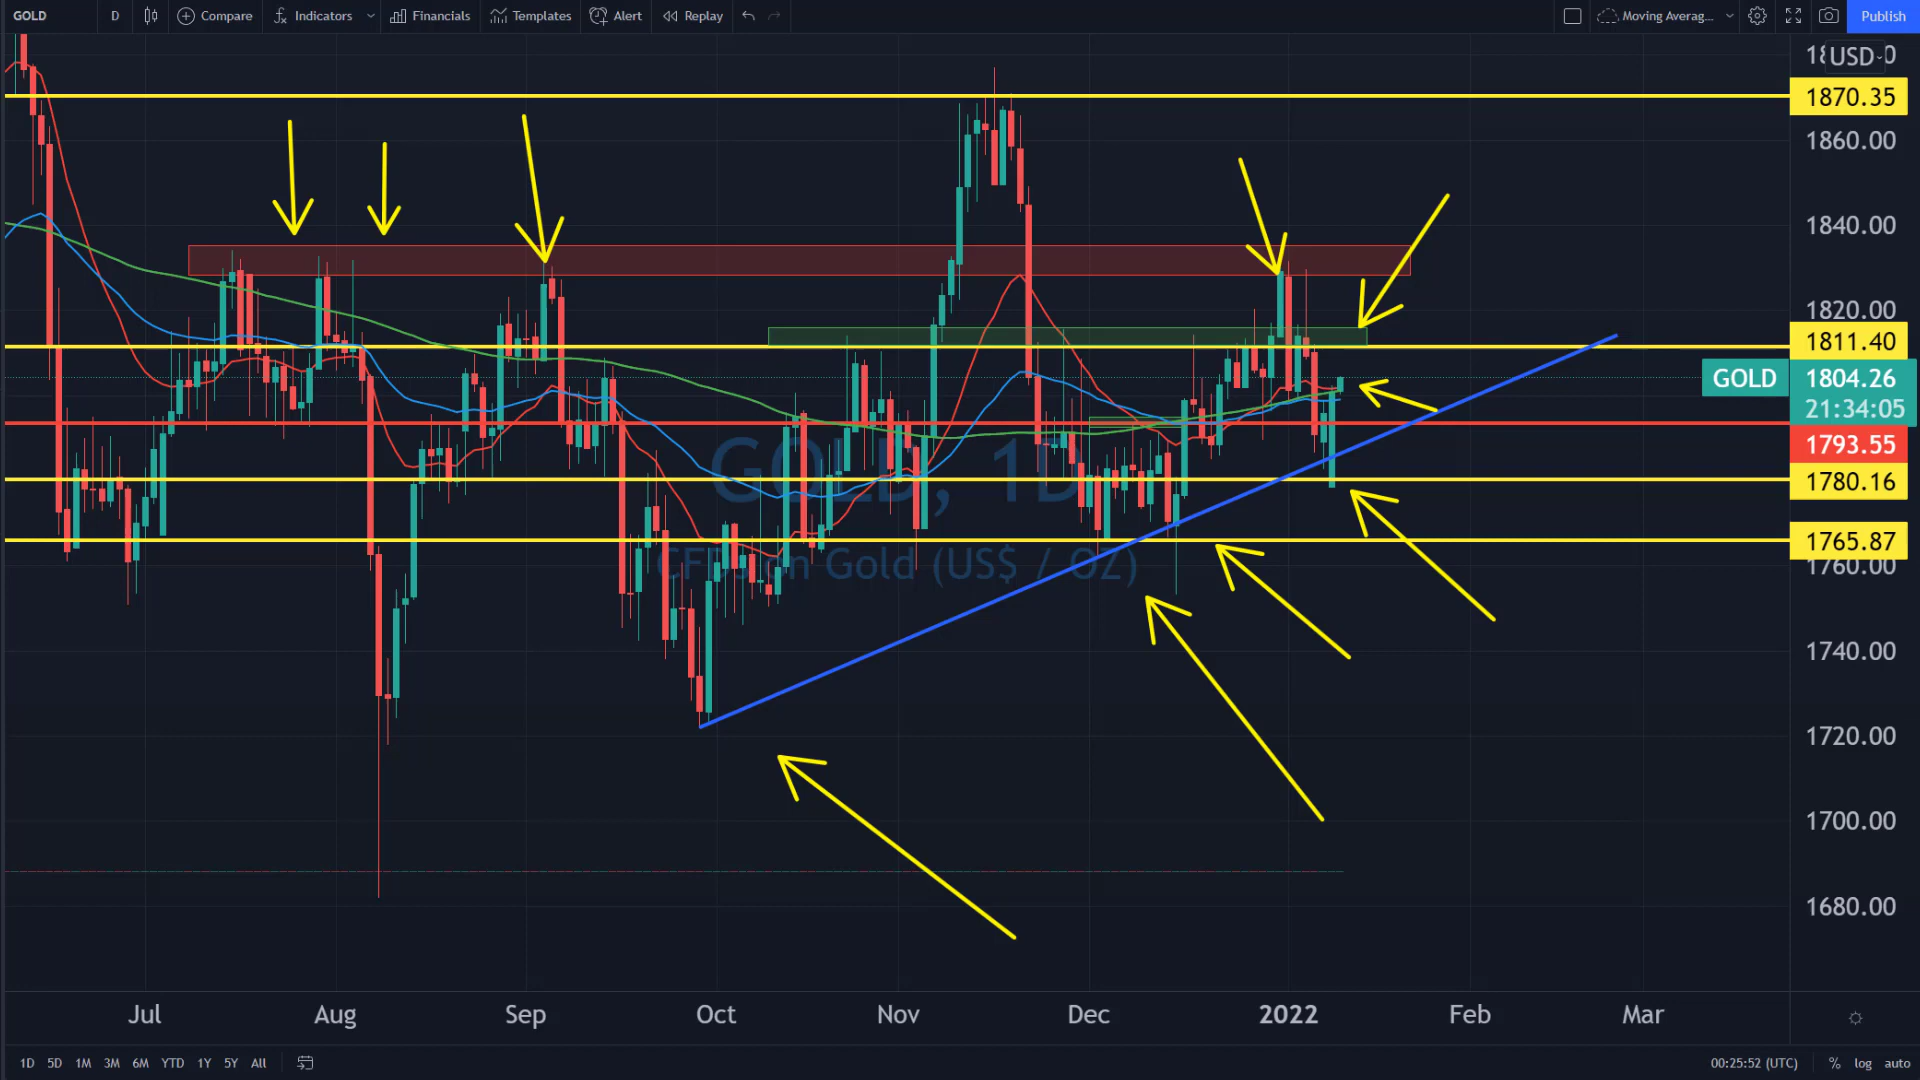 GOLD D Compare Indicators Financials Templates Alert Replay Moving Averag... Publish
USD
1870.35
1860.00
1840.00
1820.00
1811.40
GOLD 1804.26
21:34:05
1793.55
GOLD, 1D
1780.16
1765.87
CFDs on Gold (US$ / OZ)
1760.00
1740.00
1720.00
1700.00
1680.00
Jul Aug Sep Oct Nov Dec 2022 Feb Mar
1D 5D 1M 3M 6M YTD 1Y 5Y All 00:25:52 (UTC) % log auto